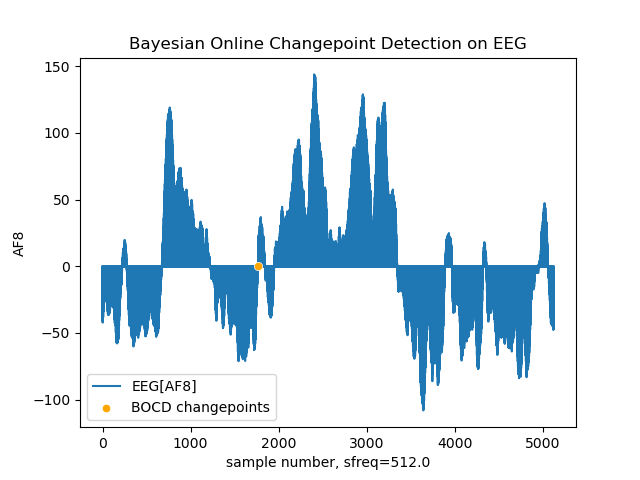 Bayesian Online Changepoint Detection on EEG
150
100
50
0
−50
−100
AF8
EEG[AF8]
BOCD changepoints
0 1000 2000 3000 4000 5000
sample number, sfreq=512.0